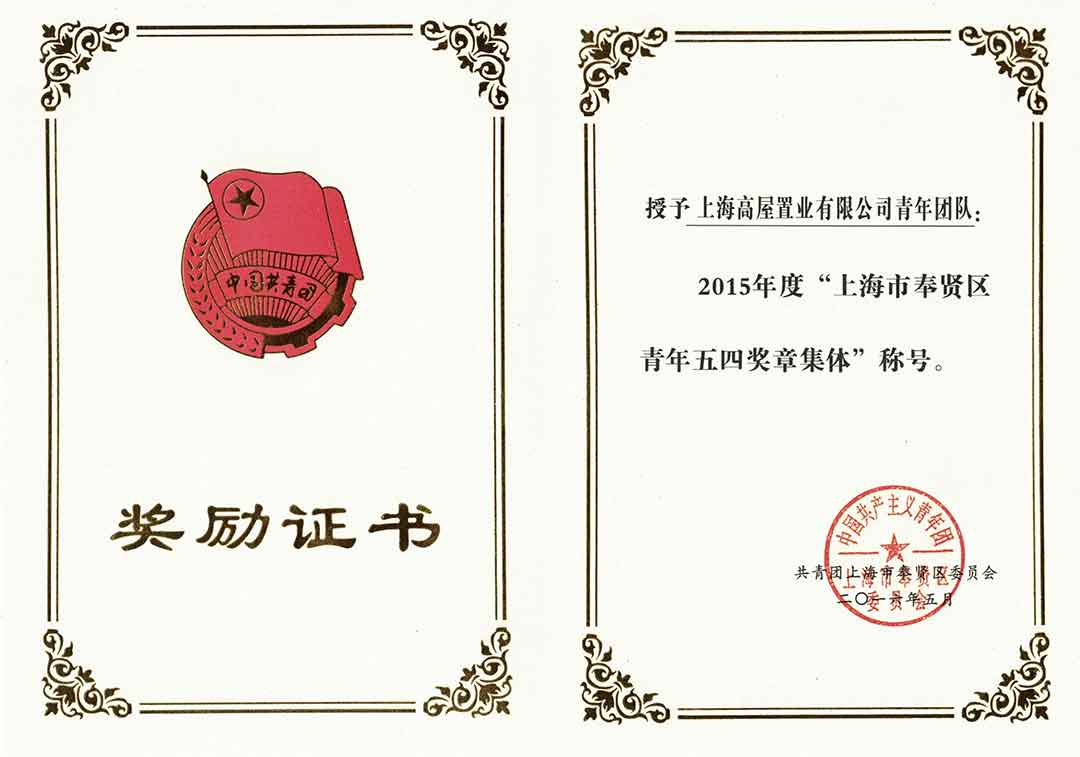 中国共青团
奖励证书
授予 上海高屋置业有限公司青年团队：
2015年度“上海市奉贤区
青年五四奖章集体”称号。
中国共产主义青年团
上海市奉贤区
委员会
共青团上海市奉贤区委员会
二〇一六年五月